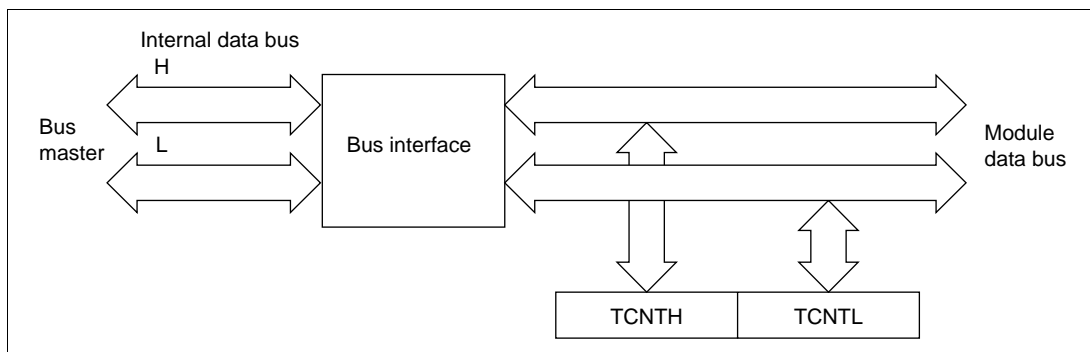 Internal data bus
H
Bus
master
L
Bus interface
Module
data bus
TCNTH
TCNTL